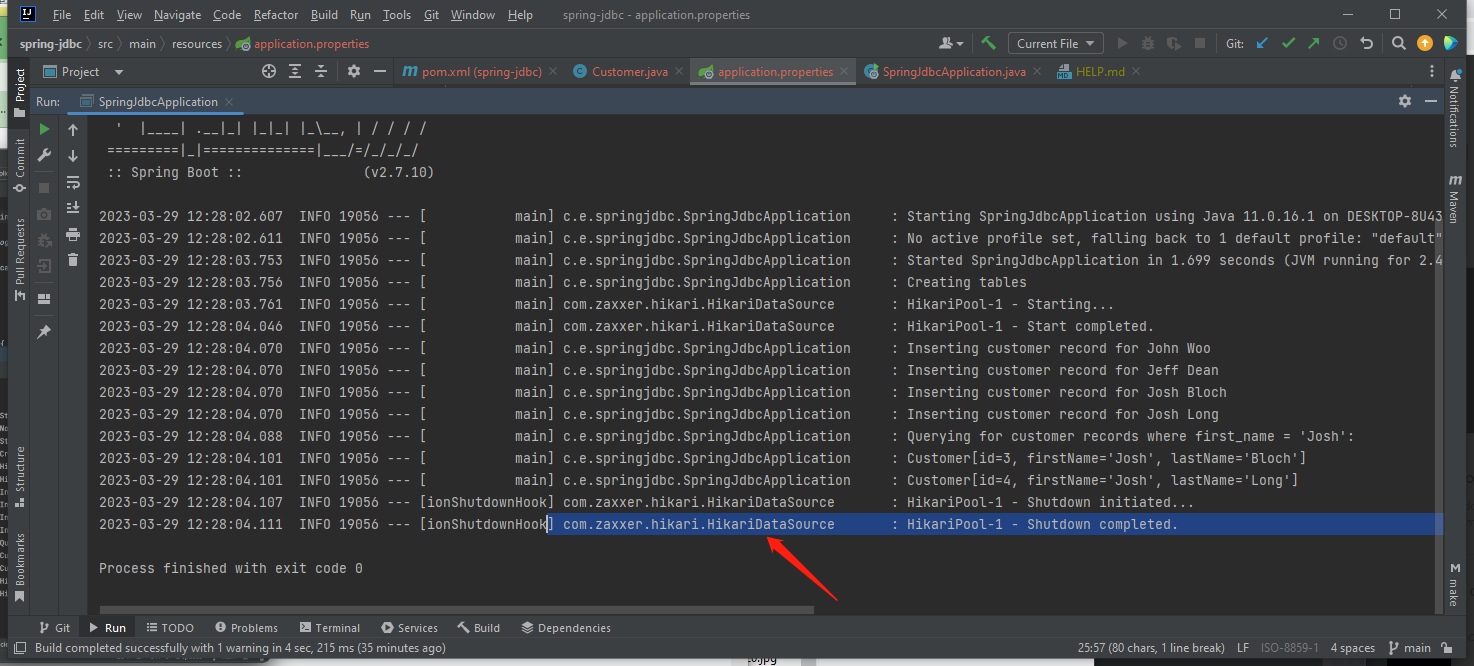 File Edit View Navigate Code Refactor Build Run Tools Git Window Help spring-jdbc - application.properties
spring-jdbc src main resources application.properties Current File Git:
Project pom.xml (spring-jdbc) Customer.java application.properties SpringJdbcApplication.java HELP.md
Run: SpringJdbcApplication
' |____| .__|_| |_|_| |_\__, | / / / /
=========|_|==============|___/=/_/_/_/
:: Spring Boot :: (v2.7.10)
2023-03-29 12:28:02.607 INFO 19056 --- [ main] c.e.springjdbc.SpringJdbcApplication : Starting SpringJdbcApplication using Java 11.0.16.1 on DESKTOP-8U43
2023-03-29 12:28:02.611 INFO 19056 --- [ main] c.e.springjdbc.SpringJdbcApplication : No active profile set, falling back to 1 default profile: "default"
2023-03-29 12:28:03.753 INFO 19056 --- [ main] c.e.springjdbc.SpringJdbcApplication : Started SpringJdbcApplication in 1.699 seconds (JVM running for 2.4
2023-03-29 12:28:03.756 INFO 19056 --- [ main] c.e.springjdbc.SpringJdbcApplication : Creating tables
2023-03-29 12:28:03.761 INFO 19056 --- [ main] com.zaxxer.hikari.HikariDataSource : HikariPool-1 - Starting...
2023-03-29 12:28:04.046 INFO 19056 --- [ main] com.zaxxer.hikari.HikariDataSource : HikariPool-1 - Start completed.
2023-03-29 12:28:04.070 INFO 19056 --- [ main] c.e.springjdbc.SpringJdbcApplication : Inserting customer record for John Woo
2023-03-29 12:28:04.070 INFO 19056 --- [ main] c.e.springjdbc.SpringJdbcApplication : Inserting customer record for Jeff Dean
2023-03-29 12:28:04.070 INFO 19056 --- [ main] c.e.springjdbc.SpringJdbcApplication : Inserting customer record for Josh Bloch
2023-03-29 12:28:04.070 INFO 19056 --- [ main] c.e.springjdbc.SpringJdbcApplication : Inserting customer record for Josh Long
2023-03-29 12:28:04.088 INFO 19056 --- [ main] c.e.springjdbc.SpringJdbcApplication : Querying for customer records where first_name = 'Josh':
2023-03-29 12:28:04.101 INFO 19056 --- [ main] c.e.springjdbc.SpringJdbcApplication : Customer[id=3, firstName='Josh', lastName='Bloch']
2023-03-29 12:28:04.101 INFO 19056 --- [ main] c.e.springjdbc.SpringJdbcApplication : Customer[id=4, firstName='Josh', lastName='Long']
2023-03-29 12:28:04.107 INFO 19056 --- [ionShutdownHook] com.zaxxer.hikari.HikariDataSource : HikariPool-1 - Shutdown initiated...
2023-03-29 12:28:04.111 INFO 19056 --- [ionShutdownHook] com.zaxxer.hikari.HikariDataSource : HikariPool-1 - Shutdown completed.
Process finished with exit code 0
Project
Commit
Pull Requests
Structure
Bookmarks
Notifications
Maven
make
Git Run TODO Problems Terminal Services Build Dependencies
Build completed successfully with 1 warning in 4 sec, 215 ms (35 minutes ago) 25:57 (80 chars, 1 line break) LF ISO-8859-1 4 spaces main